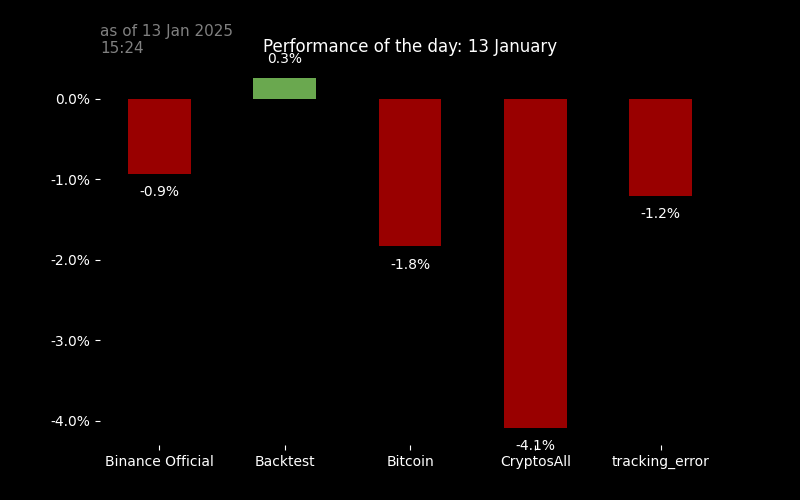 as of 13 Jan 2025
15:24
Performance of the day: 13 January
0.3%
0.0%
-0.9%
-1.0%
-1.2%
-1.8%
-2.0%
-3.0%
-4.0%
-4.1%
Binance Official
Backtest
Bitcoin
CryptosAll
tracking_error